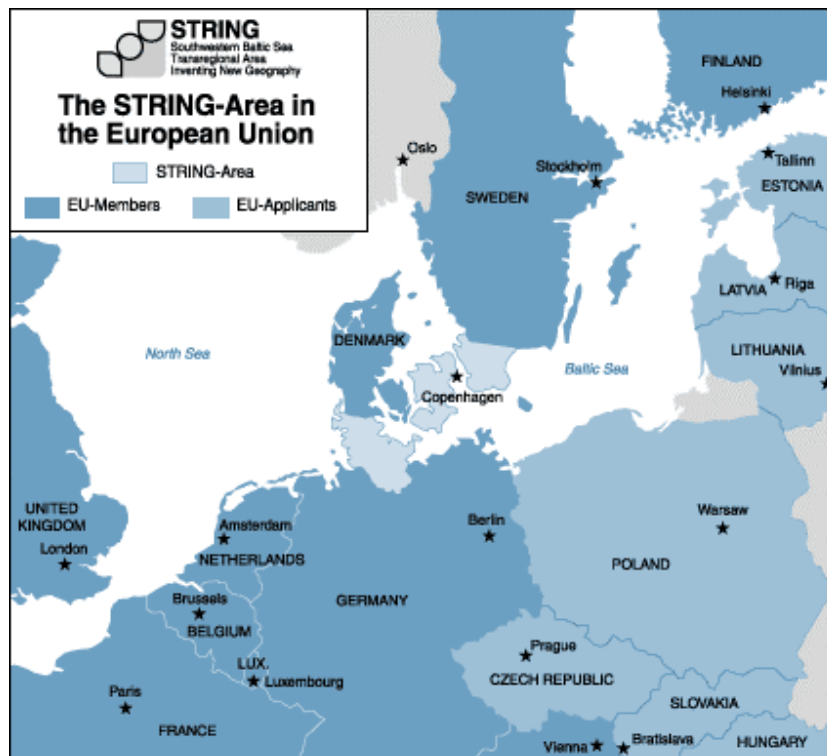 STRING
Southwestern Baltic Sea
Transregional Area
Inventing New Geography
The STRING-Area in
the European Union
STRING-Area
EU-Members
EU-Applicants
FINLAND
Helsinki
Oslo
Stockholm
Tallinn
ESTONIA
SWEDEN
LATVIA
Riga
North Sea
DENMARK
LITHUANIA
Baltic Sea
Vilnius
Copenhagen
UNITED
KINGDOM
London
Amsterdam
NETHERLANDS
Berlin
Warsaw
POLAND
Brussels
BELGIUM
GERMANY
LUX.
Luxembourg
Prague
CZECH REPUBLIC
Paris
FRANCE
SLOVAKIA
Vienna
Bratislava
HUNGARY